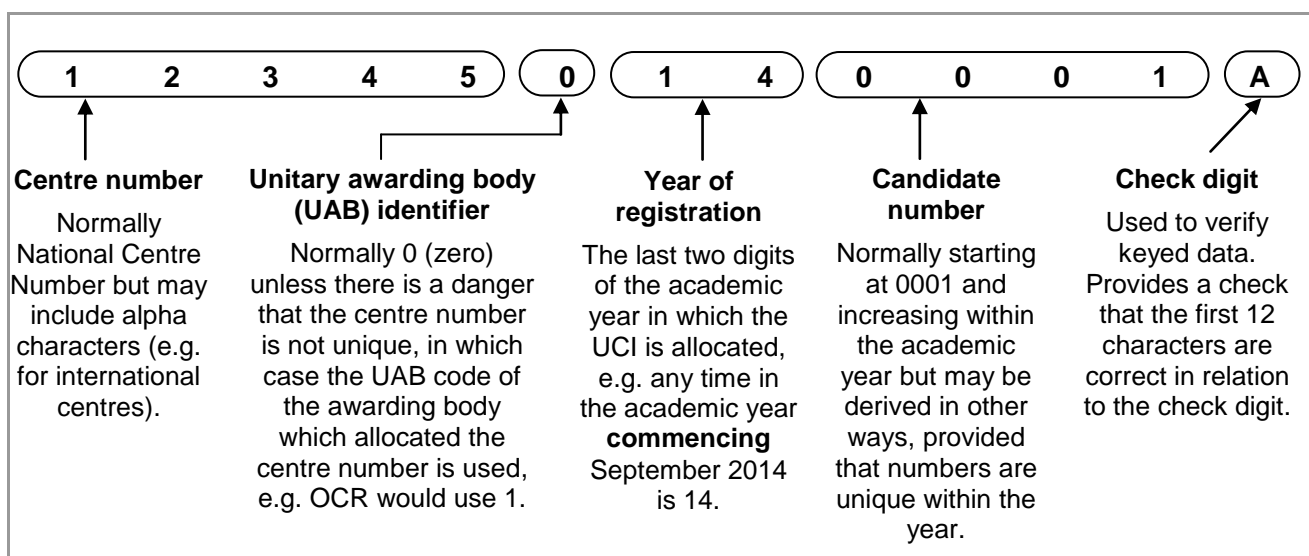 1 2 3 4 5 0 1 4 0 0 0 1 A
Centre number
Normally
National Centre
Number but may
include alpha
characters (e.g.
for international
centres).
Unitary awarding body
(UAB) identifier
Normally 0 (zero)
unless there is a danger
that the centre number
is not unique, in which
case the UAB code of
the awarding body
which allocated the
centre number is used,
e.g. OCR would use 1.
Year of
registration
The last two digits
of the academic
year in which the
UCI is allocated,
e.g. any time in
the academic year
commencing
September 2014
is 14.
Candidate
number
Normally starting
at 0001 and
increasing within
the academic
year but may be
derived in other
ways, provided
that numbers are
unique within the
year.
Check digit
Used to verify
keyed data.
Provides a check
that the first 12
characters are
correct in relation
to the check digit.